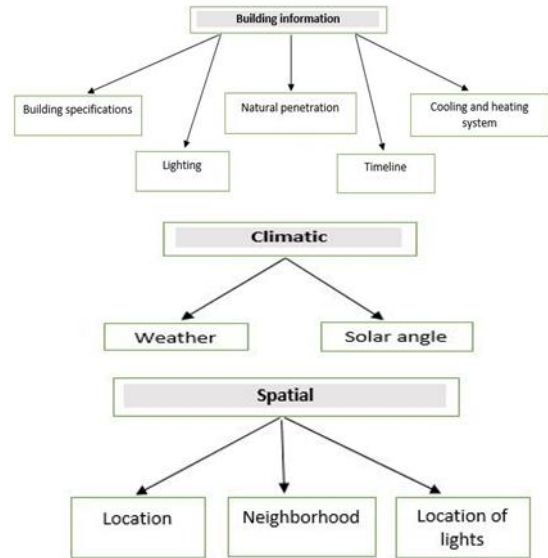 Building information
Building specifications
Natural penetration
Cooling and heating
system
Lighting
Timeline
Climatic
Weather
Solar angle
Spatial
Location
Neighborhood
Location of
lights